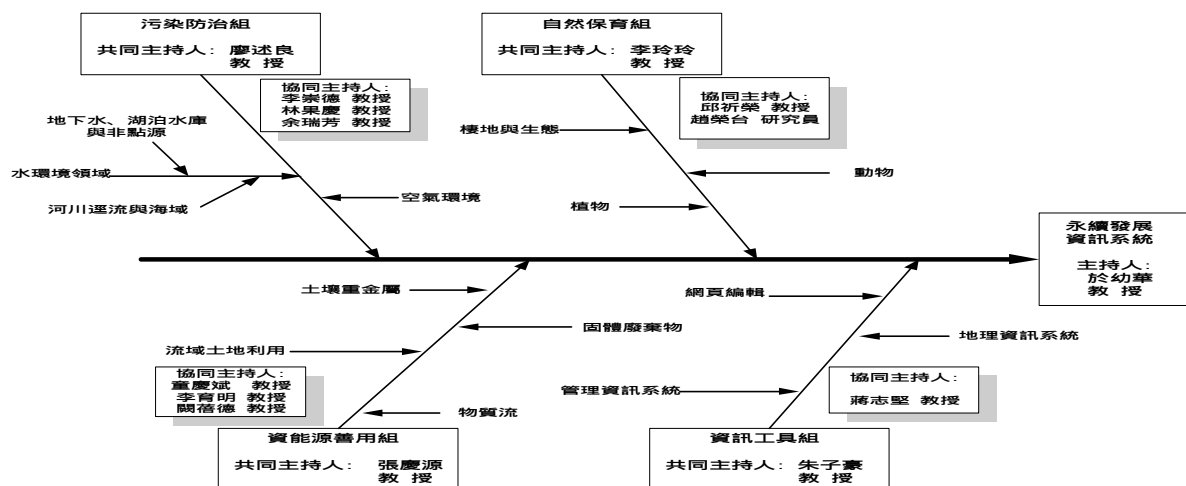 污染防治組
共同主持人: 廖述良
教 授
自然保育組
共同主持人: 李玲玲
教 授
協同主持人:
李崇德 教授
林果慶 教授
余瑞芳 教授
協同主持人:
邱祈榮 教授
趙榮台 研究員
地下水、湖泊水庫
與非點源
棲地與生態
水環境領域
動物
空氣環境
河川逕流與海域
植物
永續發展
資訊系統
主持人:
於幼華
教 授
土壤重金屬
網頁編輯
固體廢棄物
地理資訊系統
流域土地利用
協同主持人:
童慶斌 教授
李育明 教授
闕蓓德 教授
管理資訊系統
協同主持人:
蔣志堅 教授
物質流
資能源善用組
共同主持人: 張慶源
教 授
資訊工具組
共同主持人: 朱子豪
教 授